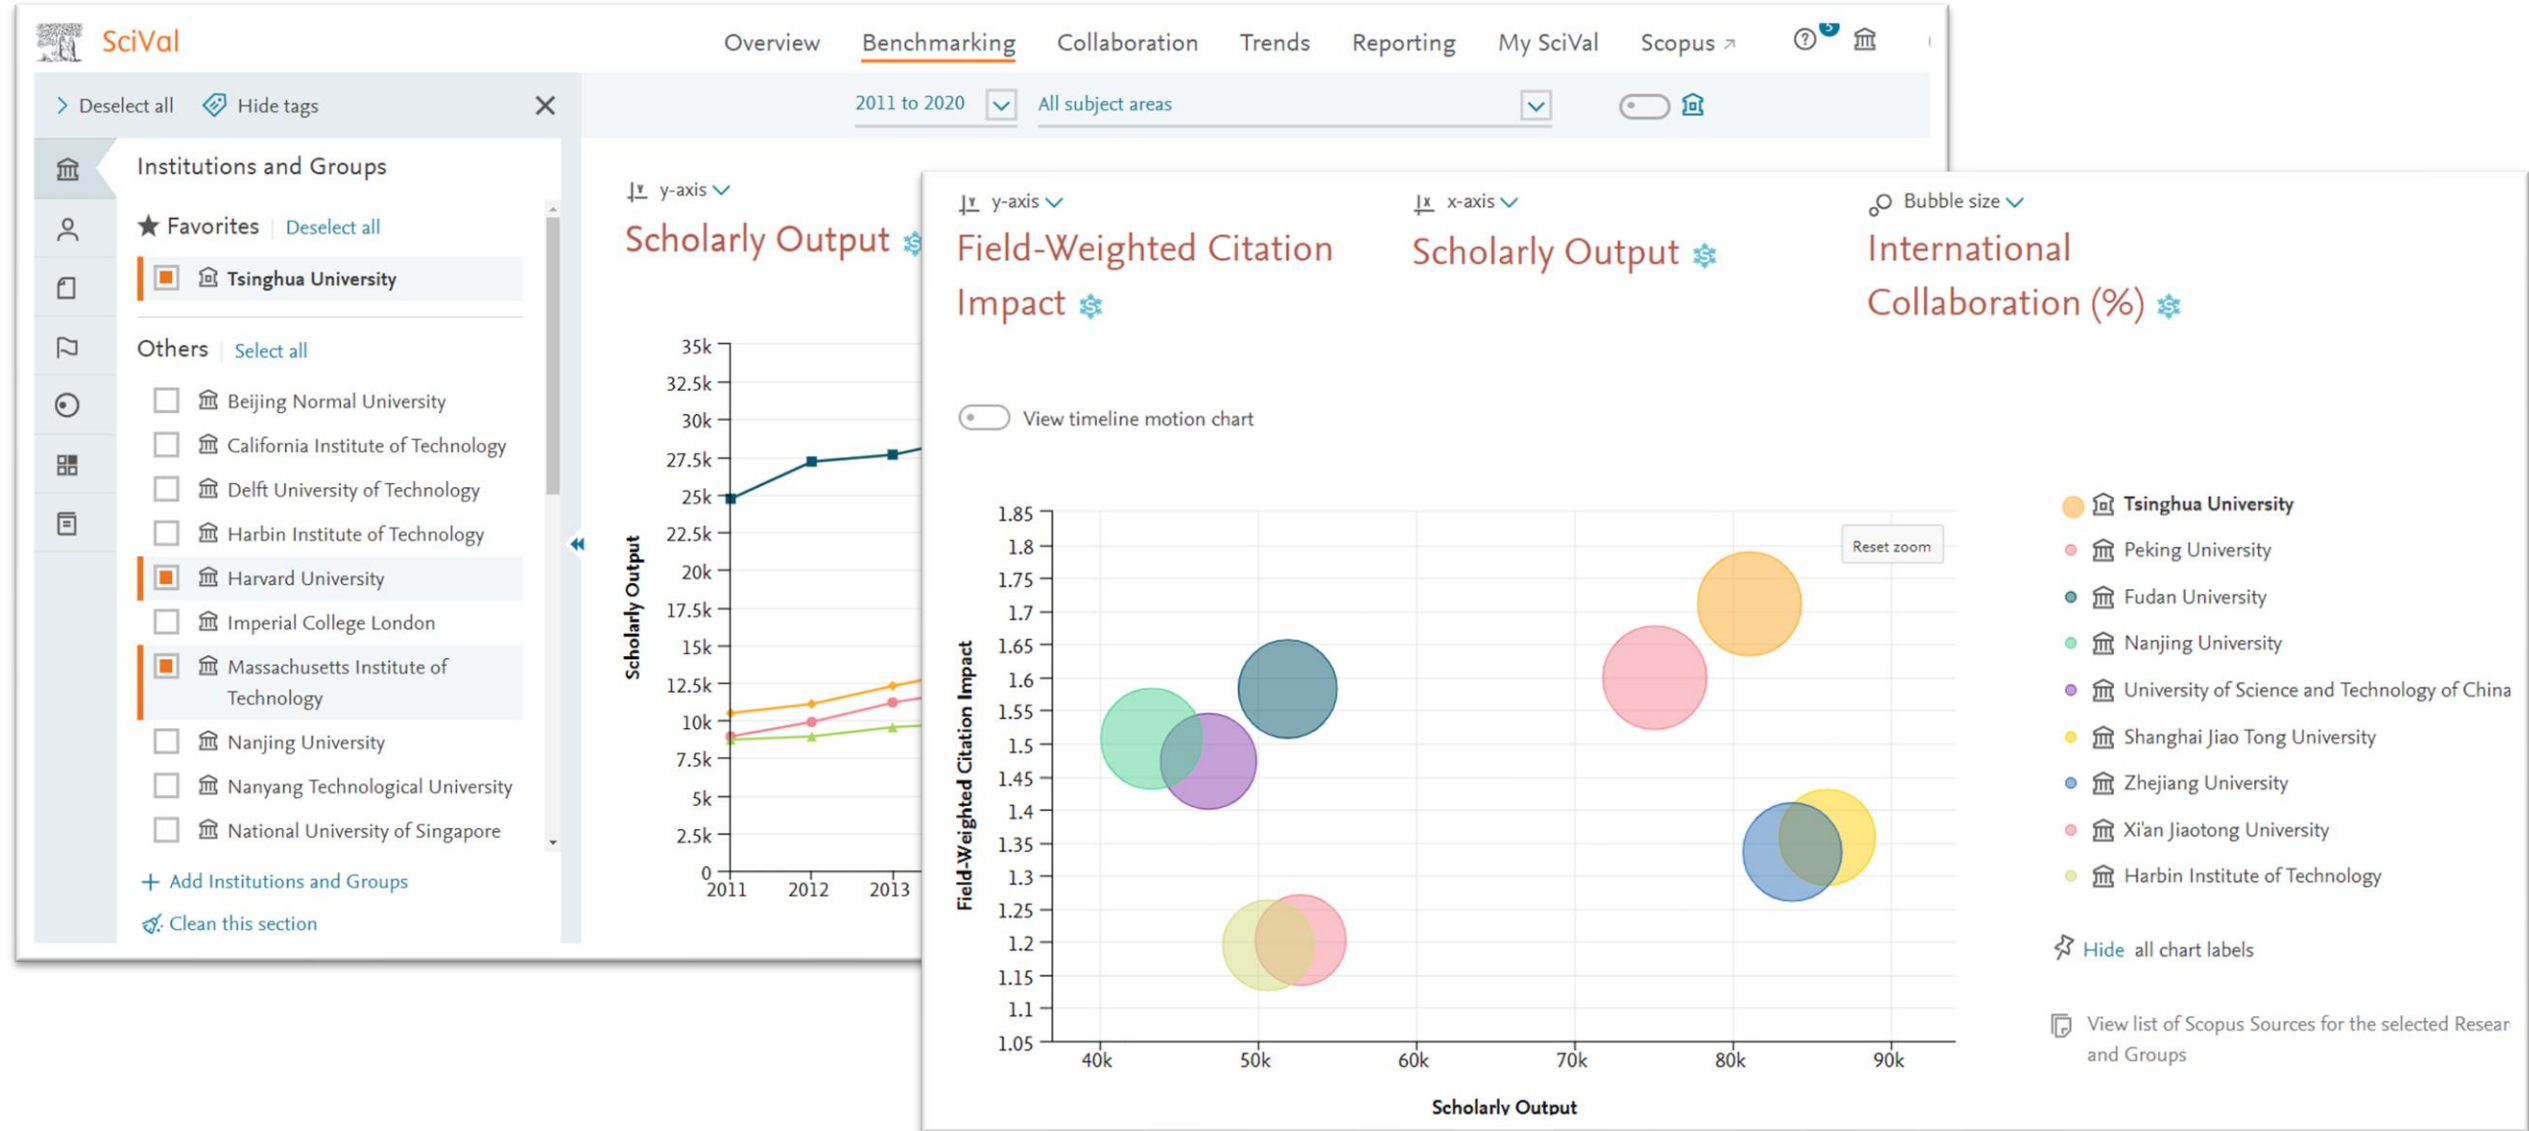 SciVal
Overview
Benchmarking
Collaboration
Trends
Reporting
My SciVal
Scopus
Deselect all
Hide tags
2011 to 2020
All subject areas
Institutions and Groups
Favorites
Deselect all
Tsinghua University
Others
Select all
Beijing Normal University
California Institute of Technology
Delft University of Technology
Harbin Institute of Technology
Harvard University
Imperial College London
Massachusetts Institute of
Technology
Nanjing University
Nanyang Technological University
National University of Singapore
+ Add Institutions and Groups
Clean this section
y-axis
Scholarly Output
Scholarly Output
35k
32.5k
30k
27.5k
25k
22.5k
20k
17.5k
15k
12.5k
10k
7.5k
5k
2.5k
0
2011
2012
2013
y-axis
Field-Weighted Citation
Impact
x-axis
Scholarly Output
Bubble size
International
Collaboration (%)
View timeline motion chart
Field-Weighted Citation Impact
1.85
1.8
1.75
1.7
1.65
1.6
1.55
1.5
1.45
1.4
1.35
1.3
1.25
1.2
1.15
1.1
1.05
Reset zoom
40k
50k
60k
70k
80k
90k
Scholarly Output
Tsinghua University
Peking University
Fudan University
Nanjing University
University of Science and Technology of China
Shanghai Jiao Tong University
Zhejiang University
Xi'an Jiaotong University
Harbin Institute of Technology
Hide all chart labels
View list of Scopus Sources for the selected Resear
and Groups